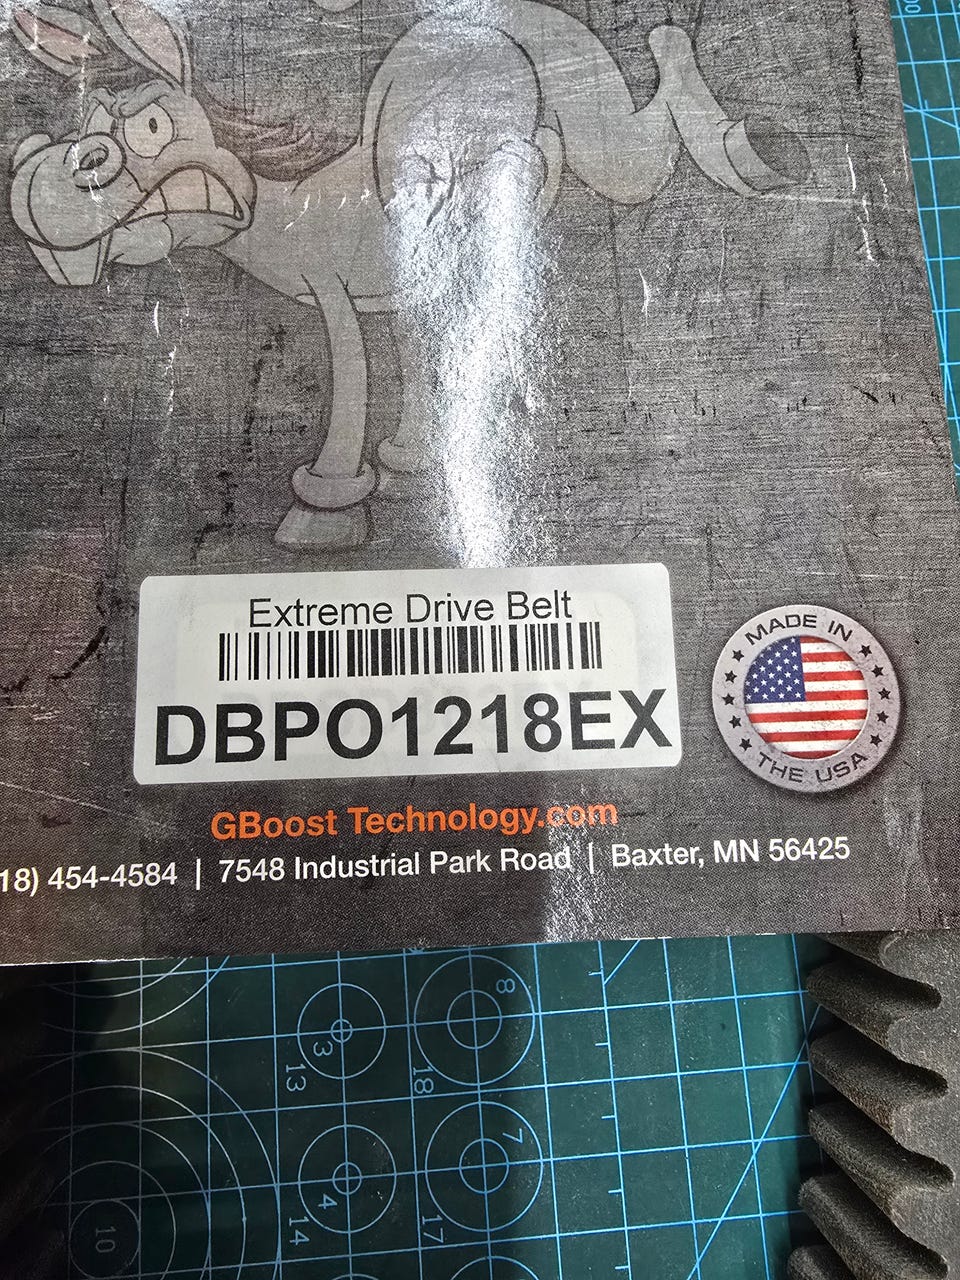 Extreme Drive Belt
DBPO1218EX
MADE IN
THE USA
GBoost Technology.com
18) 454-4584 | 7548 Industrial Park Road | Baxter, MN 56425
8
3
13
18
7
4
14
17
10